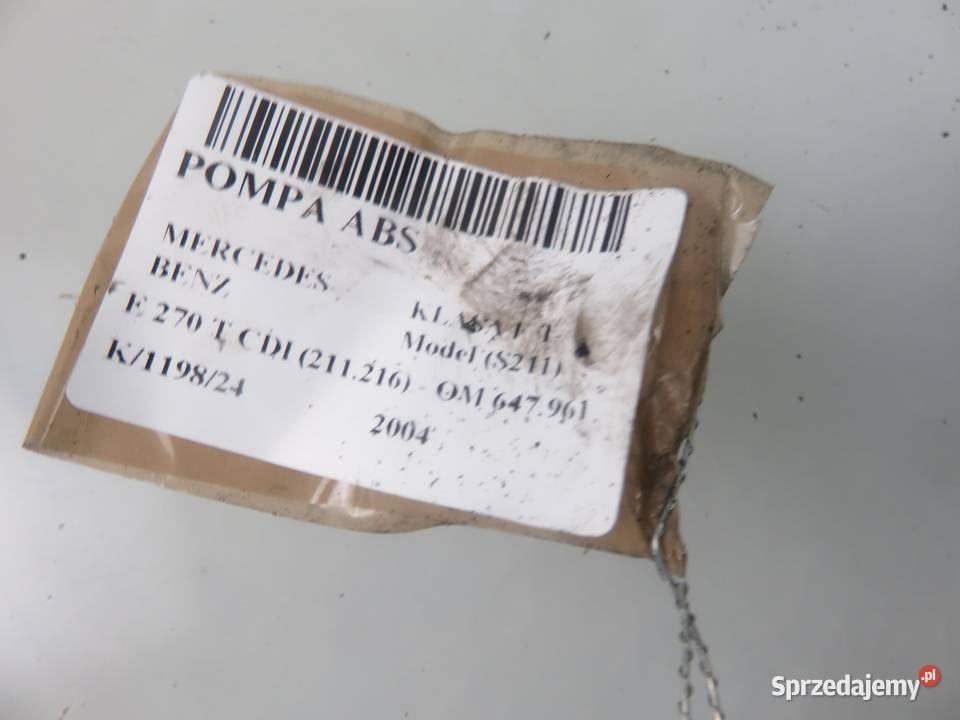 POMPA ABS
MERCEDES
BENZ
KLASA E T
Model (S211)
E 270 T CDI (211.216) - OM 647.961
K/1198/24
2004
Sprzedajemy.pl